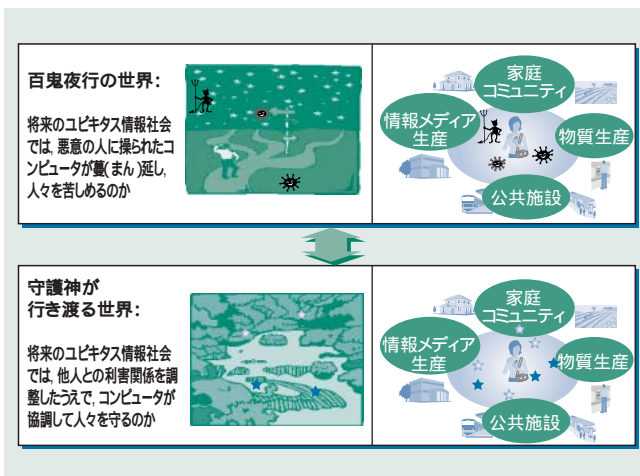 百鬼夜行の世界:
将来のユビキタス情報社会
では,悪意の人に操られたコ
ンピュータが蔓(まん)延し,
人々を苦しめるのか
家庭
コミュニティ
情報メディア
生産
物質生産
公共施設
守護神が
行き渡る世界:
将来のユビキタス情報社会
では,他人との利害関係を調
整したうえで,コンピュータが
協調して人々を守るのか
家庭
コミュニティ
情報メディア
生産
物質生産
公共施設